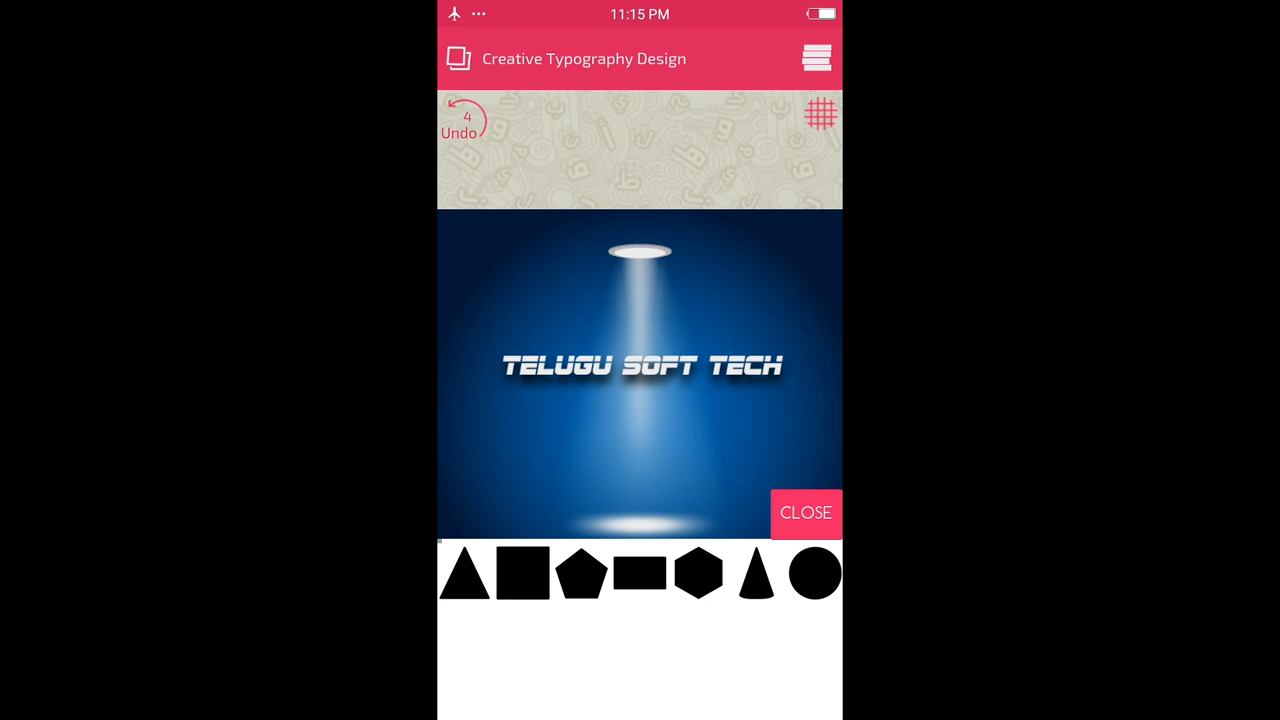 11:15 PM
Creative Typography Design
4
Undo
TELUGU SOFT TECH
CLOSE